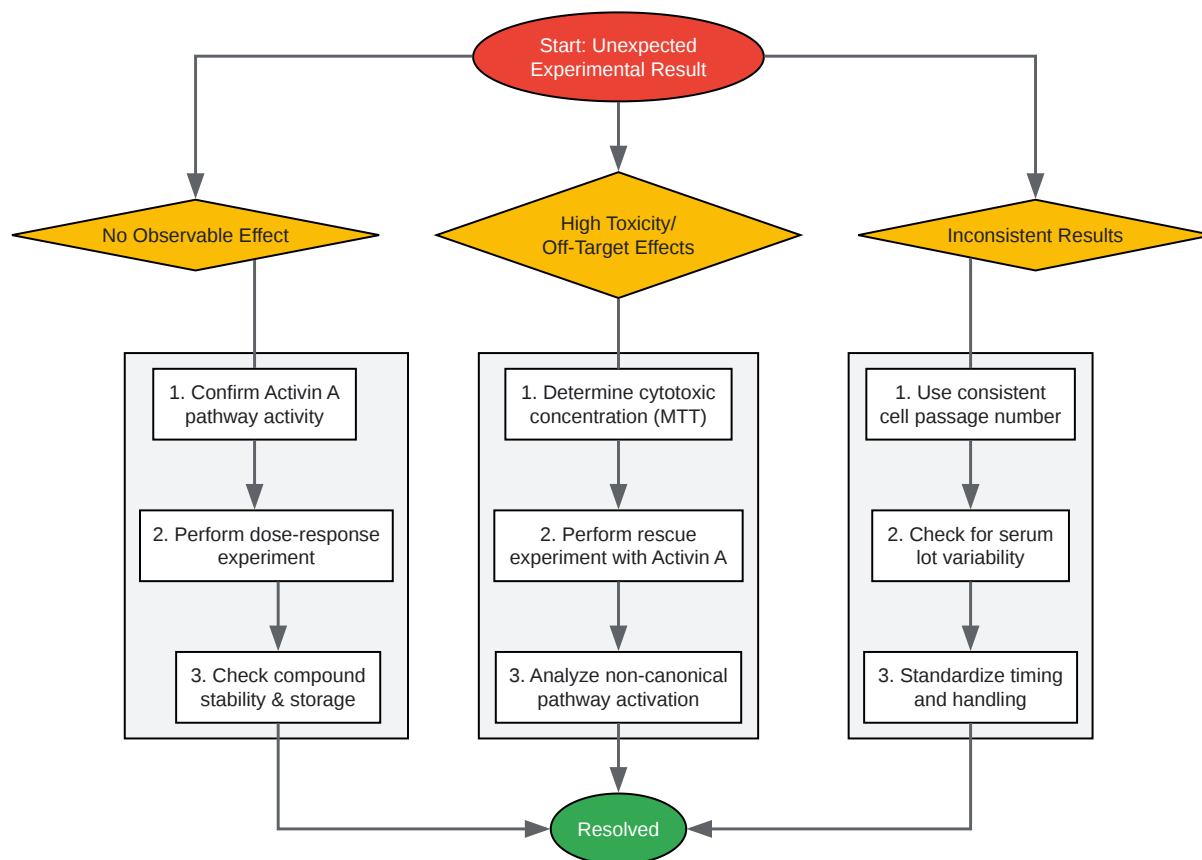 Start: Unexpected
Experimental Result
No Observable Effect
High Toxicity/
Off-Target Effects
Inconsistent Results
1. Confirm Activin A
pathway activity
2. Perform dose-response
experiment
3. Check compound
stability & storage
1. Determine cytotoxic
concentration (MTT)
2. Perform rescue
experiment with Activin A
3. Analyze non-canonical
pathway activation
1. Use consistent
cell passage number
2. Check for serum
lot variability
3. Standardize timing
and handling
Resolved